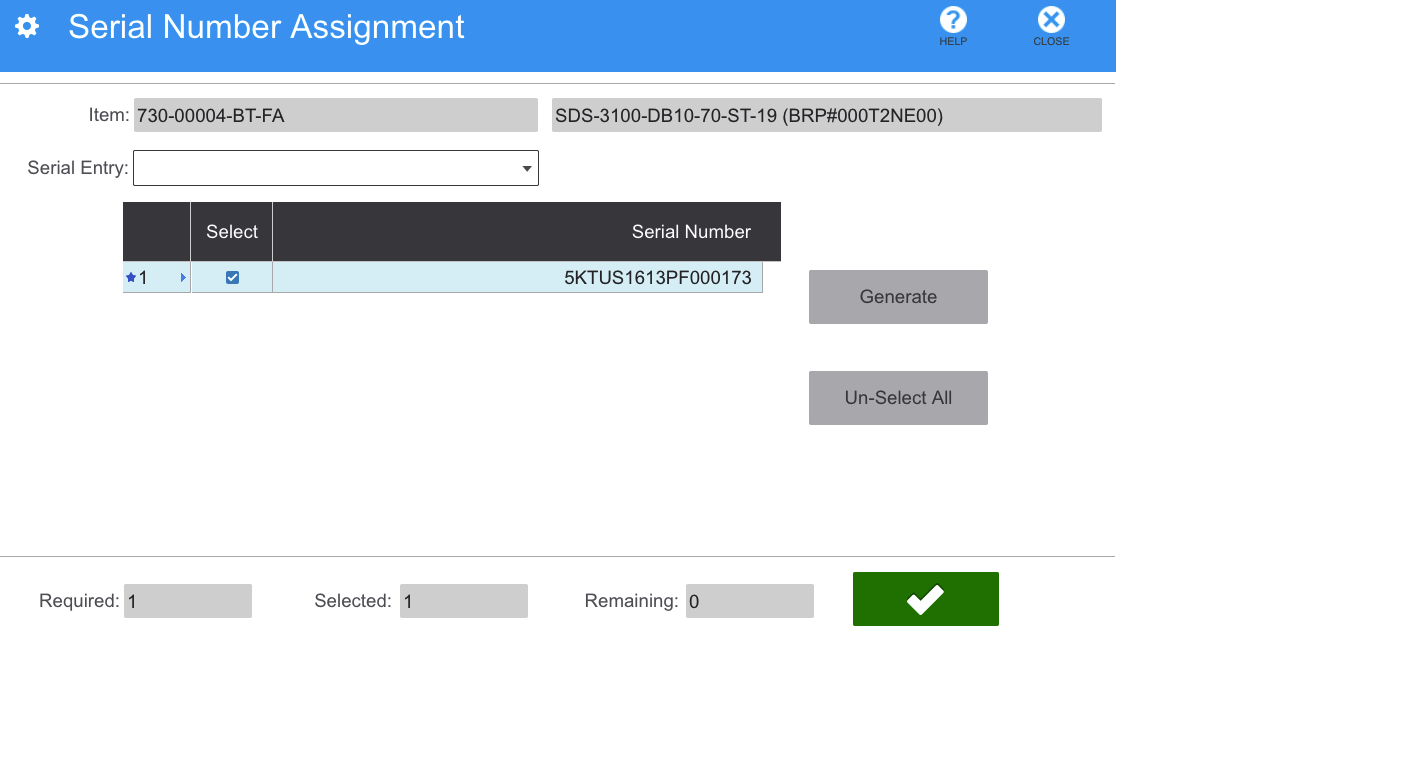 Serial Number Assignment
HELP
CLOSE
Item: 730-00004-BT-FA SDS-3100-DB10-70-ST-19 (BRP#000T2NE00)
Serial Entry:
Select Serial Number
1 5KTUS1613PF000173
Generate
Un-Select All
Required: 1 Selected: 1 Remaining: 0